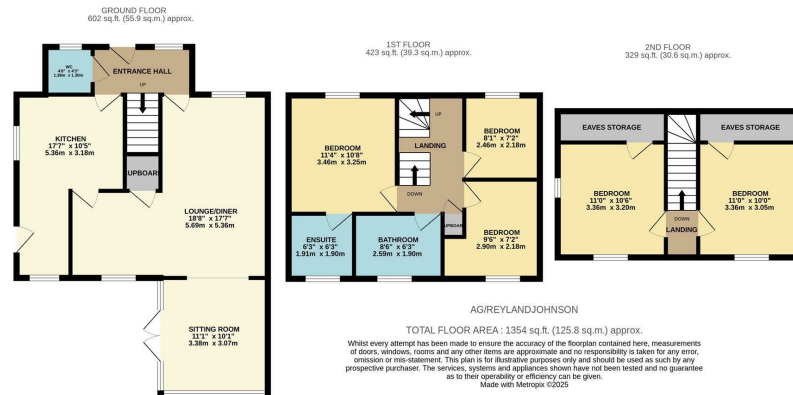 GROUND FLOOR
602 sq.ft. (55.9 sq.m.) approx.
WC
4'6" x 4'3"
1.38m x 1.30m
ENTRANCE HALL
UP
KITCHEN
17'7" x 10'5"
5.36m x 3.18m
CUPBOARD
LOUNGE/DINER
18'8" x 17'7"
5.69m x 5.36m
SITTING ROOM
11'1" x 10'1"
3.38m x 3.07m
1ST FLOOR
423 sq.ft. (39.3 sq.m.) approx.
BEDROOM
11'4" x 10'8"
3.46m x 3.25m
UP
LANDING
DOWN
BEDROOM
8'1" x 7'2"
2.46m x 2.18m
ENSUITE
6'3" x 6'3"
1.91m x 1.90m
BATHROOM
8'6" x 6'3"
2.59m x 1.90m
CUPBOARD
BEDROOM
9'6" x 7'2"
2.90m x 2.18m
2ND FLOOR
329 sq.ft. (30.6 sq.m.) approx.
EAVES STORAGE
EAVES STORAGE
BEDROOM
11'0" x 10'6"
3.36m x 3.20m
DOWN
LANDING
BEDROOM
11'0" x 10'0"
3.36m x 3.05m
AG/REYLANDJOHNSON
TOTAL FLOOR AREA : 1354 sq.ft. (125.8 sq.m.) approx.
Whilst every attempt has been made to ensure the accuracy of the floorplan contained here, measurements
of doors, windows, rooms and any other items are approximate and no responsibility is taken for any error,
omission or mis-statement. This plan is for illustrative purposes only and should be used as such by any
prospective purchaser. The services, systems and appliances shown have not been tested and no guarantee
as to their operability or efficiency can be given.
Made with Metropix ©2025